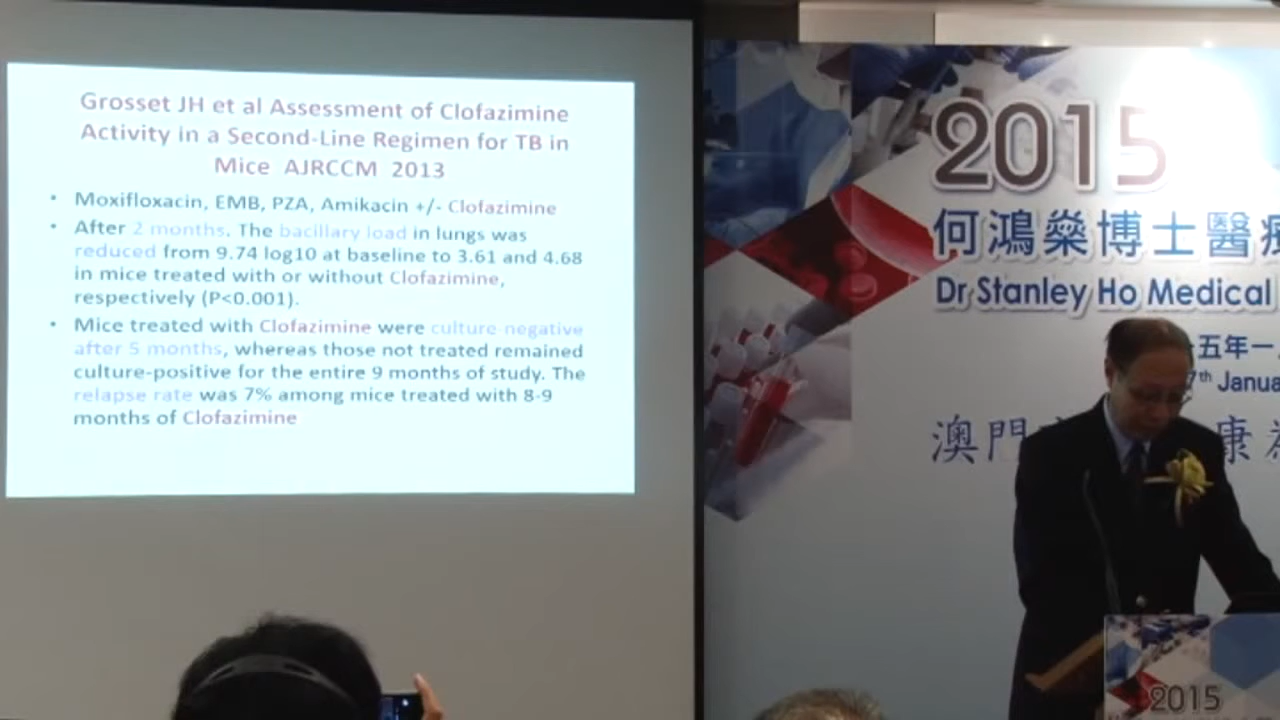 Grosset JH et al Assessment of Clofazimine
Activity in a Second-Line Regimen for TB in
Mice AJRCCM 2013
• Moxifloxacin, EMB, PZA, Amikacin +/- Clofazimine
• After 2 months. The bacillary load in lungs was
reduced from 9.74 log10 at baseline to 3.61 and 4.68
in mice treated with or without Clofazimine,
respectively (P<0.001).
• Mice treated with Clofazimine were culture negative
after 5 months, whereas those not treated remained
culture-positive for the entire 9 months of study. The
relapse rate was 7% among mice treated with 8-9
months of Clofazimine
2015
何鴻燊博士醫療
Dr Stanley Ho Medical
五年一
7th Janua
澳門
康
2015